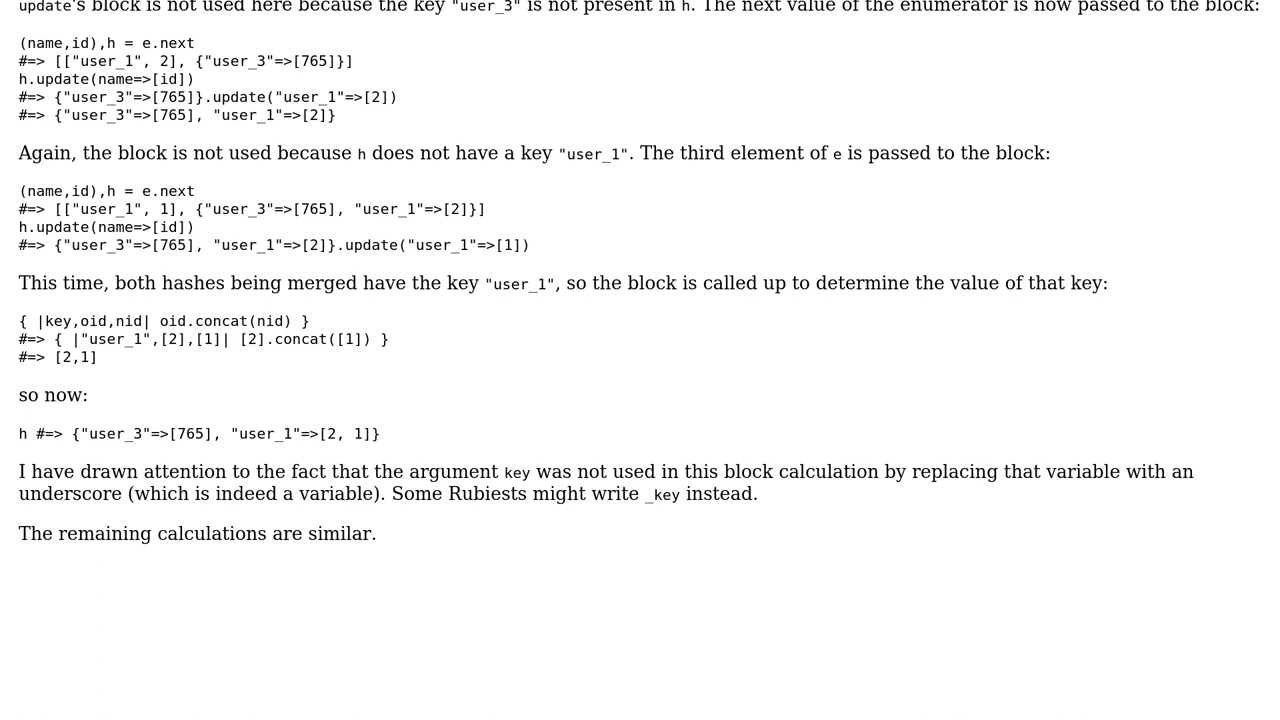 update's block is not used here because the key "user_3" is not present in h. The next value of the enumerator is now passed to the block:
(name,id),h = e.next
#=> [["user_1", 2], {"user_3"=>[765]}]
h.update(name=>[id])
#=> {"user_3"=>[765]}.update("user_1"=>[2])
#=> {"user_3"=>[765], "user_1"=>[2]}
Again, the block is not used because h does not have a key "user_1". The third element of e is passed to the block:
(name,id),h = e.next
#=> [["user_1", 1], {"user_3"=>[765], "user_1"=>[2]}]
h.update(name=>[id])
#=> {"user_3"=>[765], "user_1"=>[2]}.update("user_1"=>[1])
This time, both hashes being merged have the key "user_1", so the block is called up to determine the value of that key:
{ |key,oid,nid| oid.concat(nid) }
#=> { |"user_1",[2],[1]| [2].concat([1]) }
#=> [2,1]
so now:
h #=> {"user_3"=>[765], "user_1"=>[2, 1]}
I have drawn attention to the fact that the argument key was not used in this block calculation by replacing that variable with an
underscore (which is indeed a variable). Some Rubiests might write _key instead.
The remaining calculations are similar.